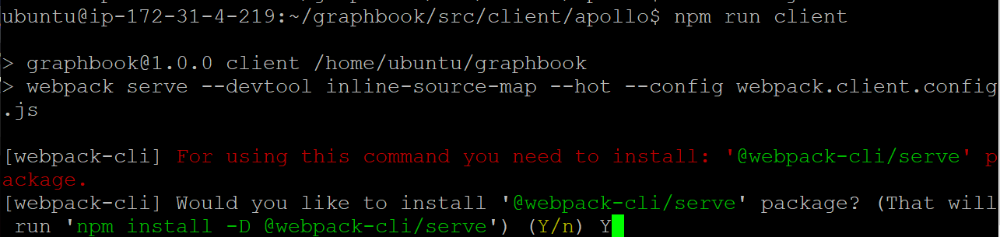 ubuntu@ip-172-31-4-219:~/graphbook/src/client/apollo$ npm run client
> graphbook@1.0.0 client /home/ubuntu/graphbook
> webpack serve --devtool inline-source-map --hot --config webpack.client.config
.js
[webpack-cli] For using this command you need to install: '@webpack-cli/serve' p
ackage.
[webpack-cli] Would you like to install '@webpack-cli/serve' package? (That will
 run 'npm install -D @webpack-cli/serve') (Y/n) Y